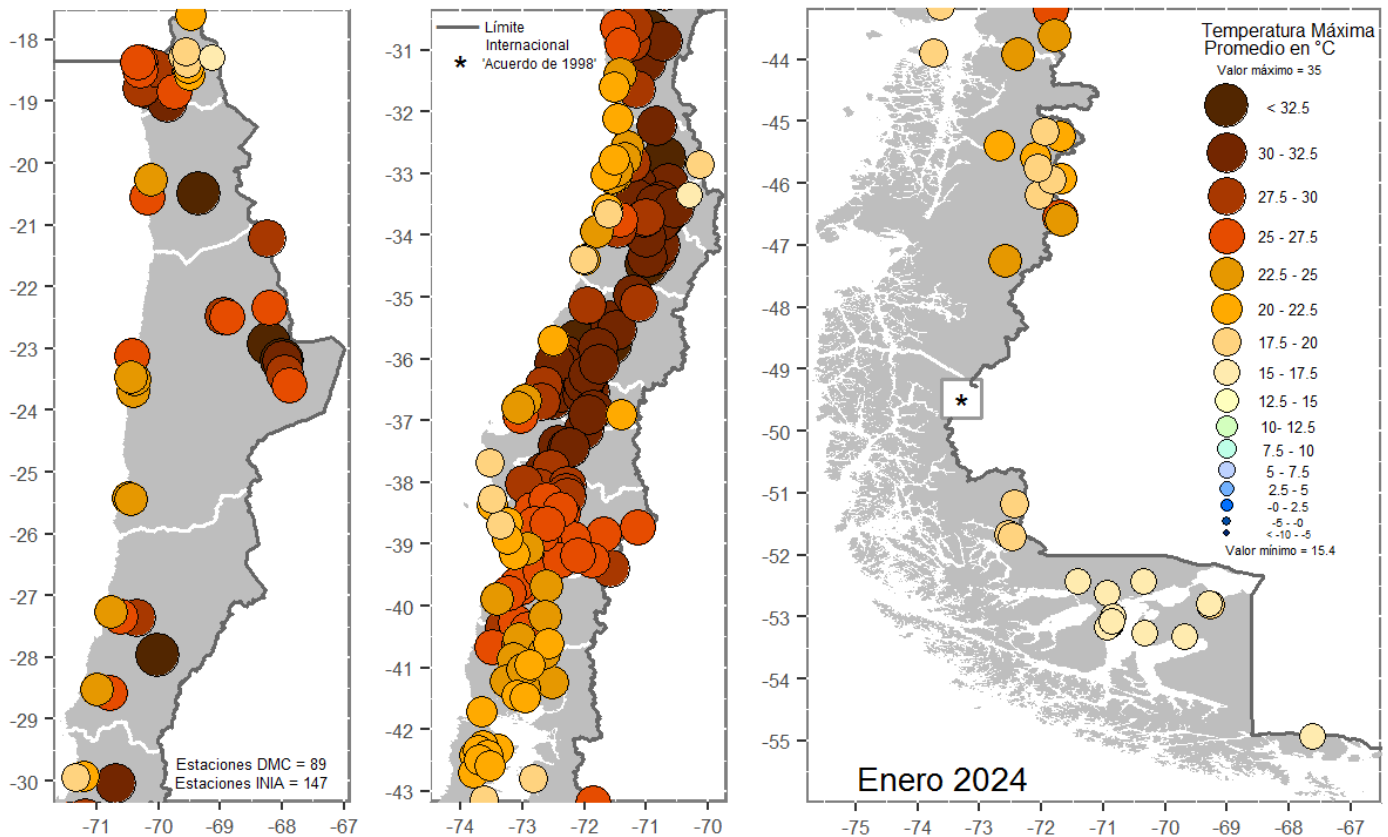 -18
-19
-20
-21
-22
-23
-24
-25
-26
-27
-28
-29
-30
-71
-70
-69
-68
-67
Estaciones DMC = 89
Estaciones INIA = 147
-31
-32
-33
-34
-35
-36
-37
-38
-39
-40
-41
-42
-43
-74
-73
-72
-71
-70
Límite
Internacional
* 'Acuerdo de 1998'
-44
-45
-46
-47
-48
-49
-50
-51
-52
-53
-54
-55
-75
-74
-73
-72
-71
-70
-69
-68
-67
*
Enero 2024
Temperatura Máxima
Promedio en °C
Valor máximo = 35
< 32.5
30 - 32.5
27.5 - 30
25 - 27.5
22.5 - 25
20 - 22.5
17.5 - 20
15 - 17.5
12.5 - 15
10- 12.5
7.5 - 10
5 - 7.5
2.5 - 5
-0 - 2.5
-5 - -0
< -10 - -5
Valor mínimo = 15.4